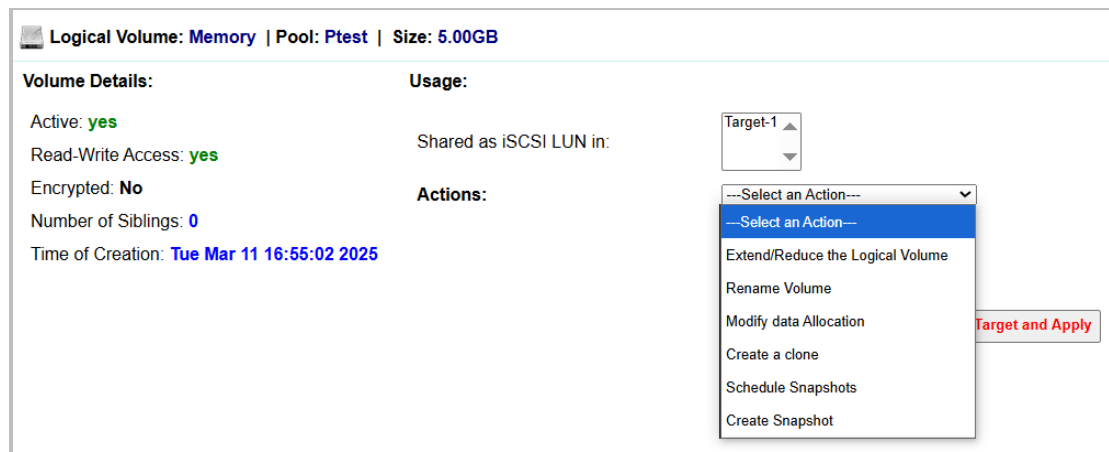 Logical Volume: Memory | Pool: Ptest | Size: 5.00GB
Volume Details:
Usage:
Active: yes
Read-Write Access: yes
Encrypted: No
Number of Siblings: 0
Time of Creation: Tue Mar 11 16:55:02 2025
Shared as iSCSI LUN in:
Target-1
Actions:
---Select an Action---
---Select an Action---
Extend/Reduce the Logical Volume
Rename Volume
Modify data Allocation
Create a clone
Schedule Snapshots
Create Snapshot
Target and Apply